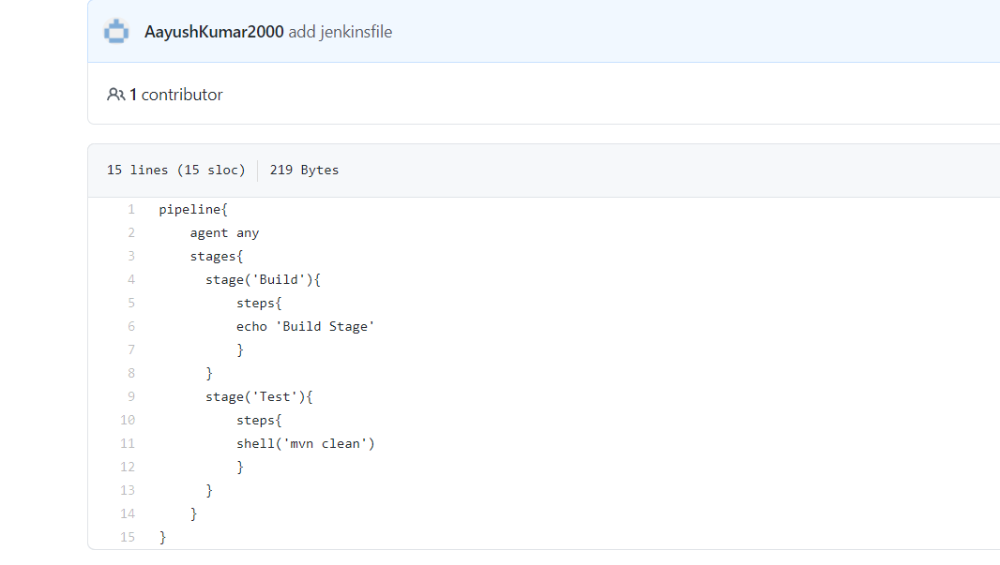 AayushKumar2000 add jenkinsfile
1 contributor
15 lines (15 sloc) 219 Bytes
1 pipeline{
2 agent any
3 stages{
4 stage('Build'){
5 steps{
6 echo 'Build Stage'
7 }
8 }
9 stage('Test'){
10 steps{
11 shell('mvn clean')
12 }
13 }
14 }
15 }